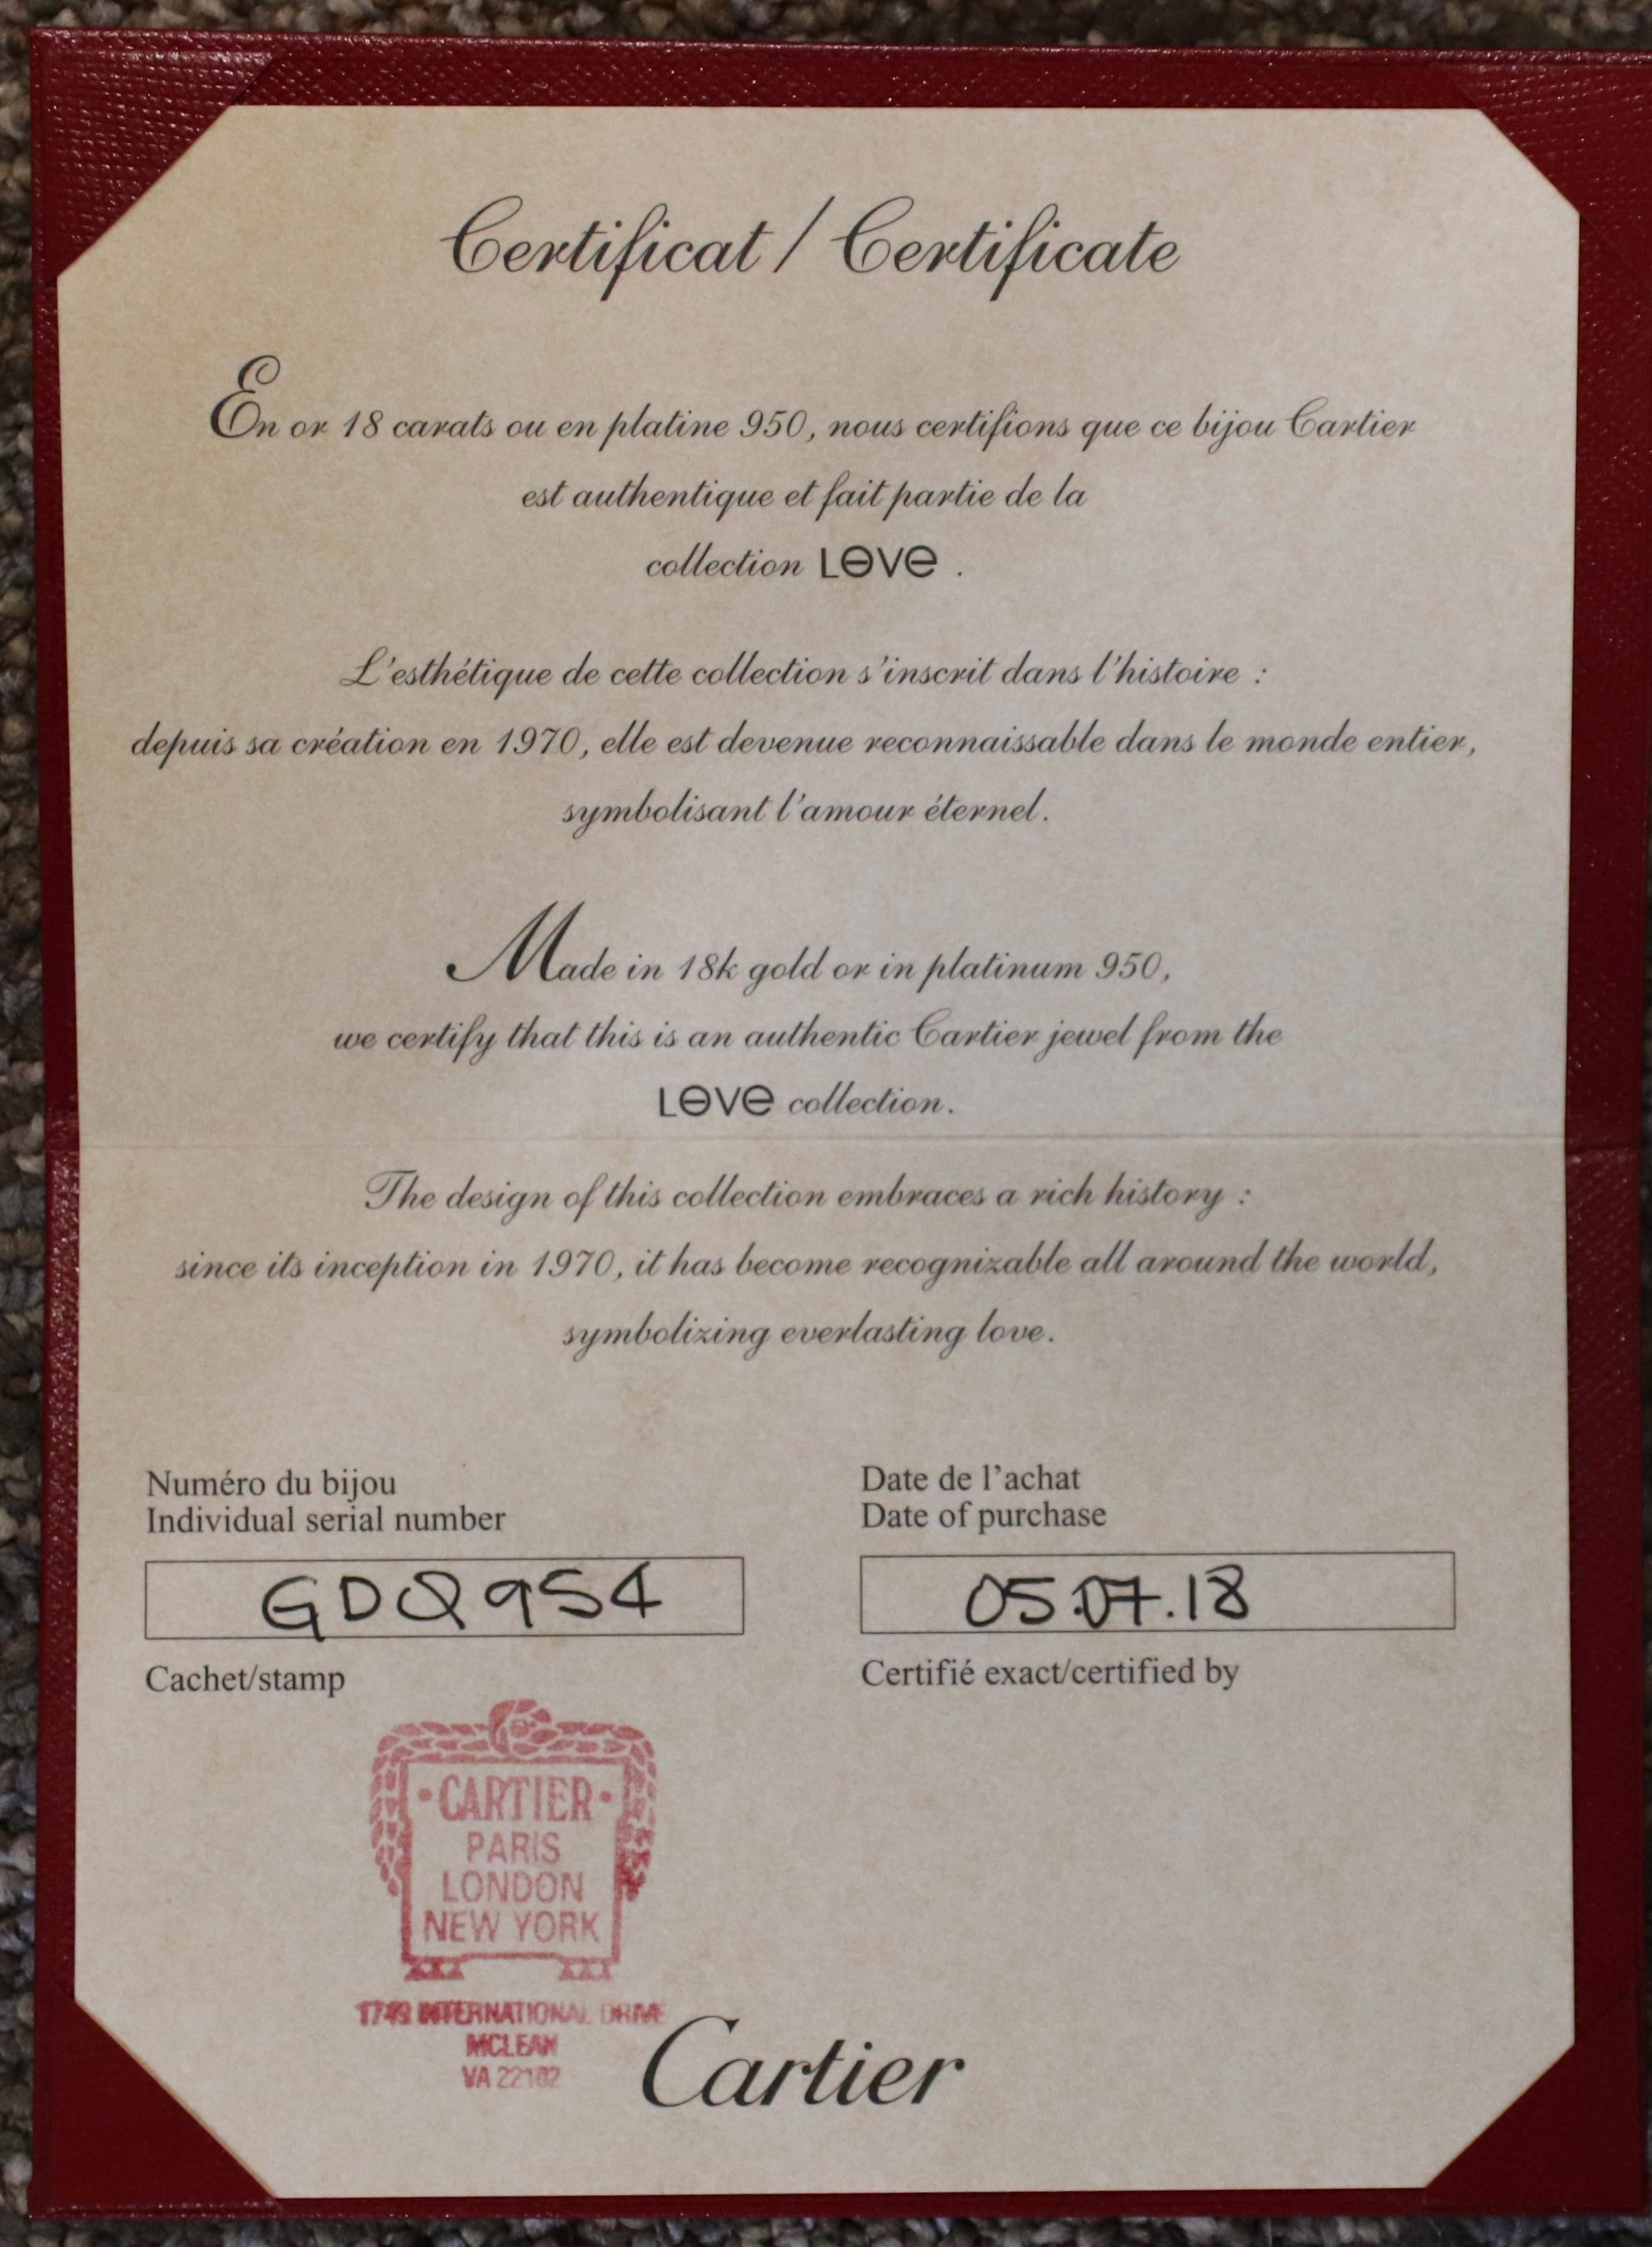 Certificat / Certificate
En or 18 carats ou en platine 950, nous certifions que ce bijou Cartier
est authentique et fait partie de la
collection LOVE .
L'esthétique de cette collection s'inscrit dans l'histoire :
depuis sa création en 1970, elle est devenue reconnaissable dans le monde entier,
symbolisant l'amour éternel.
Made in 18k gold or in platinum 950,
we certify that this is an authentic Cartier jewel from the
LOVE collection.
The design of this collection embraces a rich history :
since its inception in 1970, it has become recognizable all around the world,
symbolizing everlasting love.
Numéro du bijou
Individual serial number
GDQ954
Date de l'achat
Date of purchase
05.07.18
Cachet/stamp
Certifié exact/certified by
·CARTIER·
PARIS
LONDON
NEW YORK
1749 INTERNATIONAL DRIVE
MCLEAN
VA 22102
Cartier